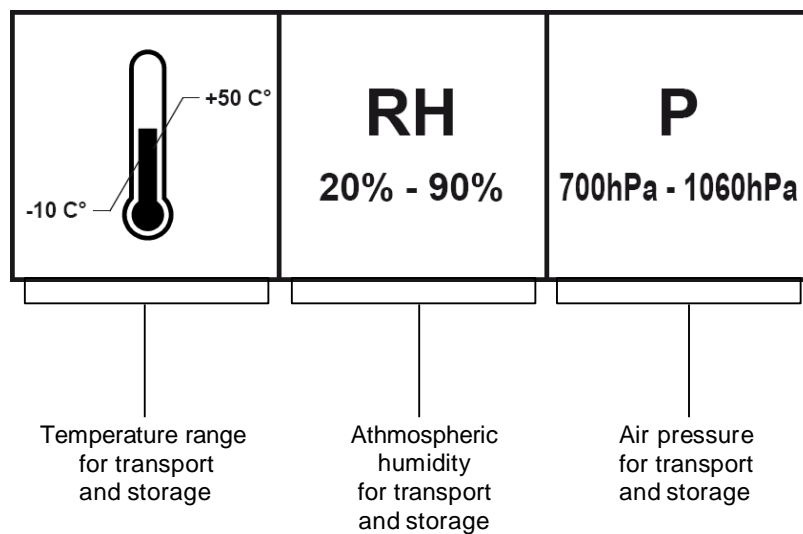 +50 C°
-10 C°
RH
20% - 90%
P
700hPa - 1060hPa
Temperature range
for transport
and storage
Athmospheric
humidity
for transport
and storage
Air pressure
for transport
and storage